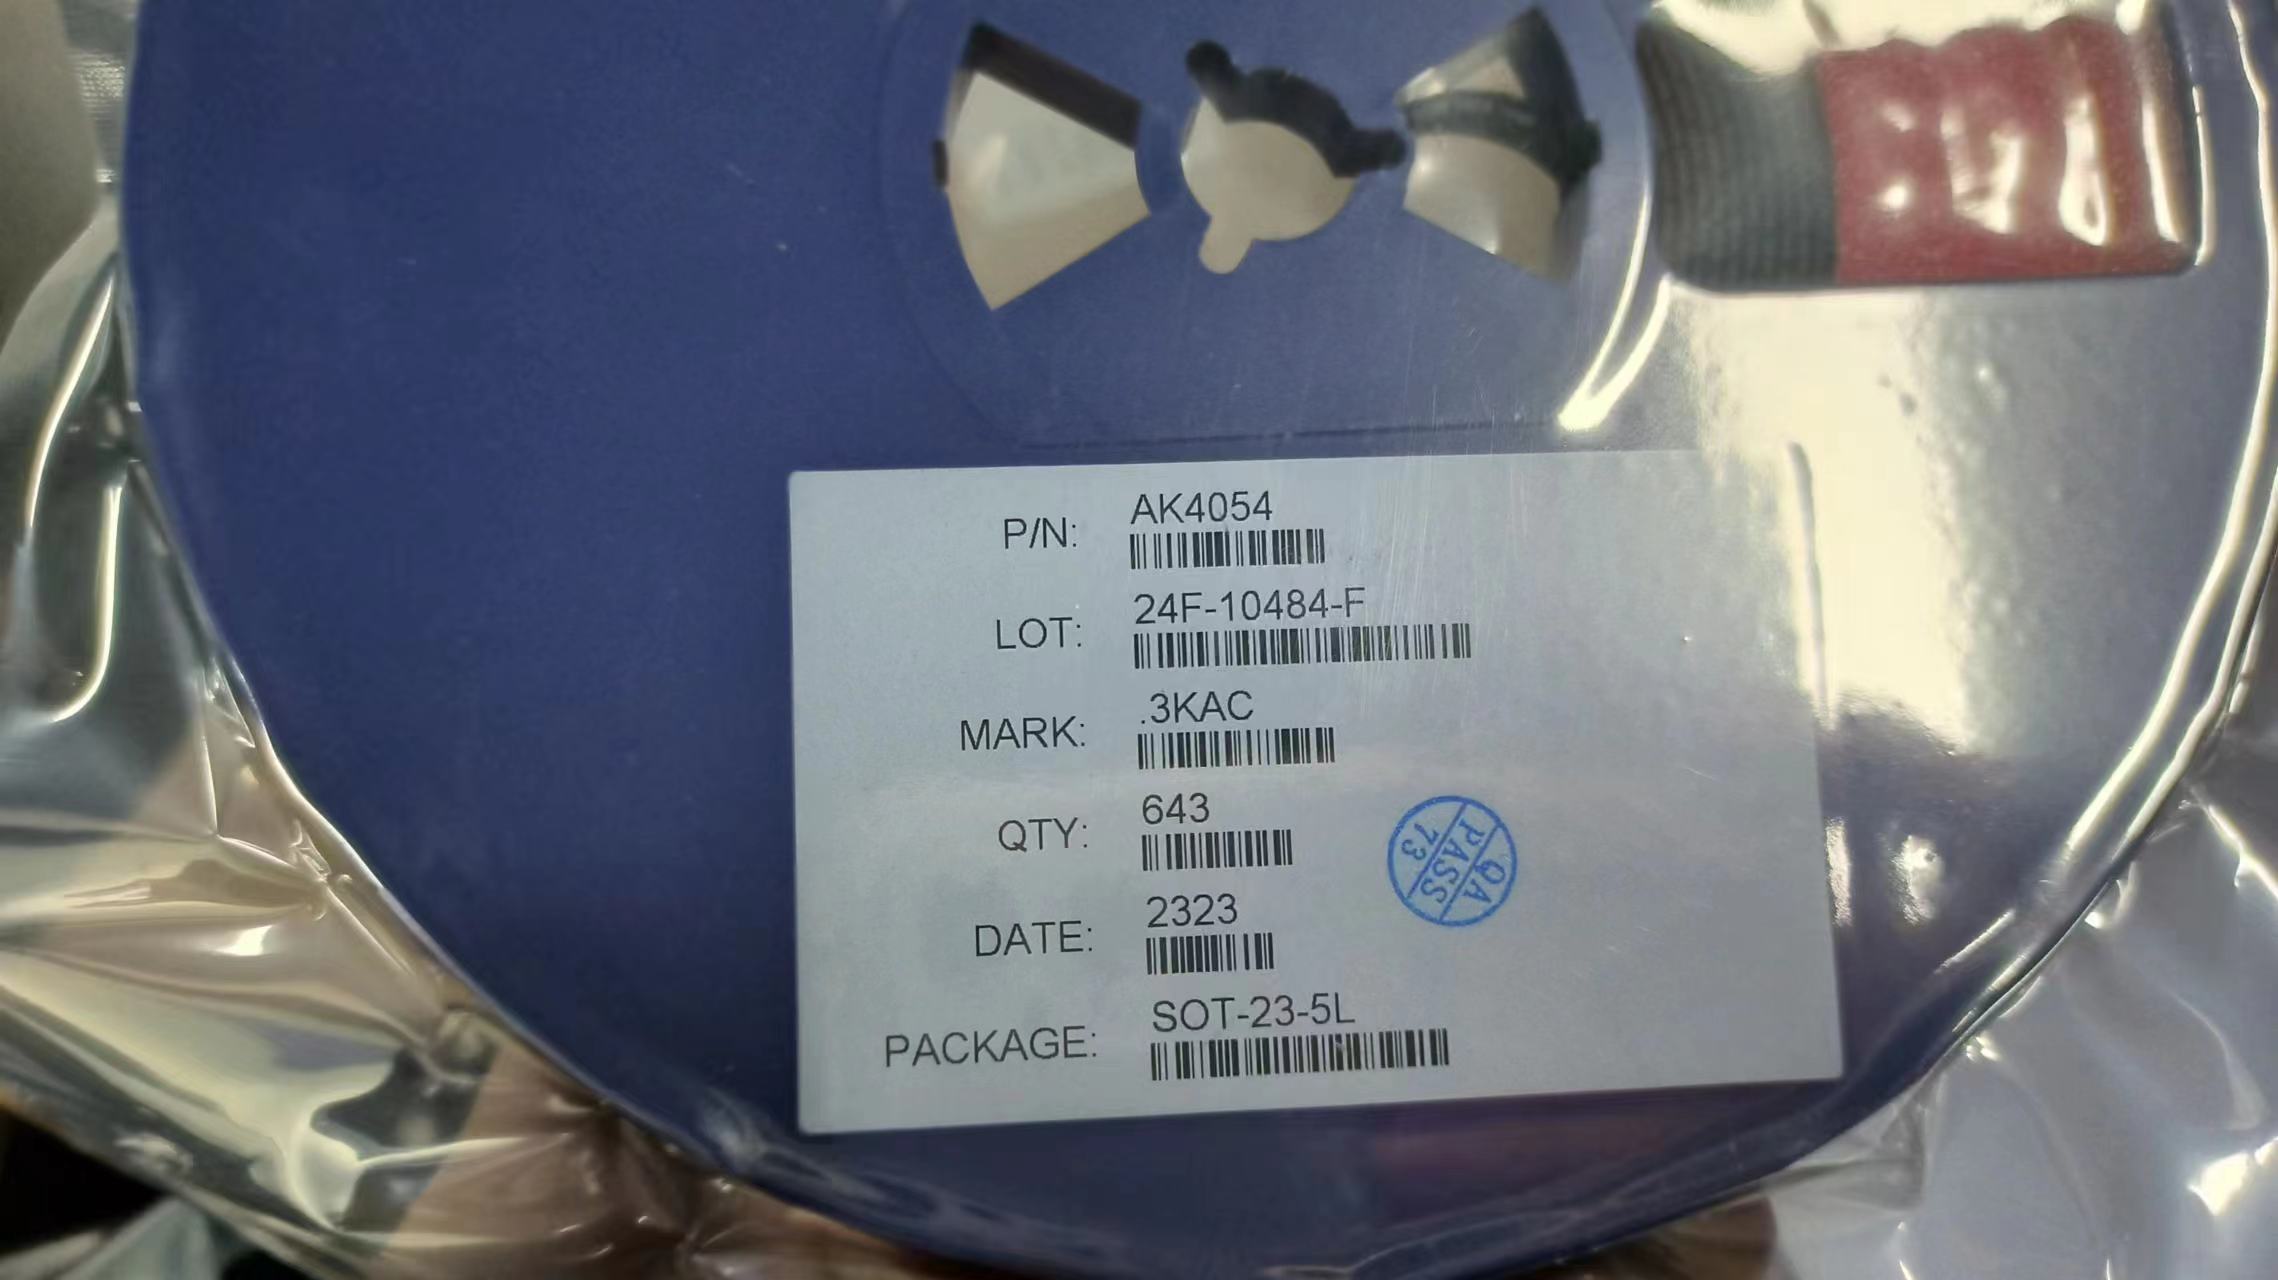 P/N: AK4054
LOT: 24F-10484-F
MARK: .3KAC
QTY: 643
DATE: 2323
PACKAGE: SOT-23-5L
QA
PASS
73